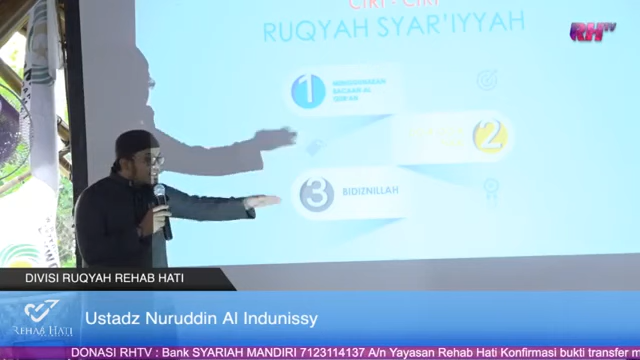 CIRI - CIRI
RUQYAH SYAR'IYYAH
RHTV
1
MENGGUNAKAN
BACAAN AL
QUR'AN
2
3
BIDIZNILLAH
DIVISI RUQYAH REHAB HATI
REHAB HATI
Ustadz Nuruddin Al Indunissy
DONASI RHTV : Bank SYARIAH MANDIRI 7123114137 A/n Yayasan Rehab Hati Konfirmasi bukti transfer m